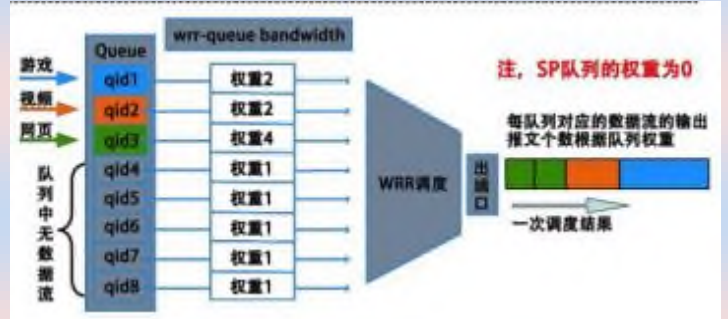 wrr-queue bandwidth
Queue
游戏
视频
网页
qid1
qid2
qid3
qid4
qid5
qid6
qid7
qid8
权重2
权重2
权重4
权重1
权重1
权重1
权重1
权重1
队列中无数据流
WRR调度
出端口
注，SP队列的权重为0
每队列对应的数据流的输出
报文个数根据队列权重
一次调度结果